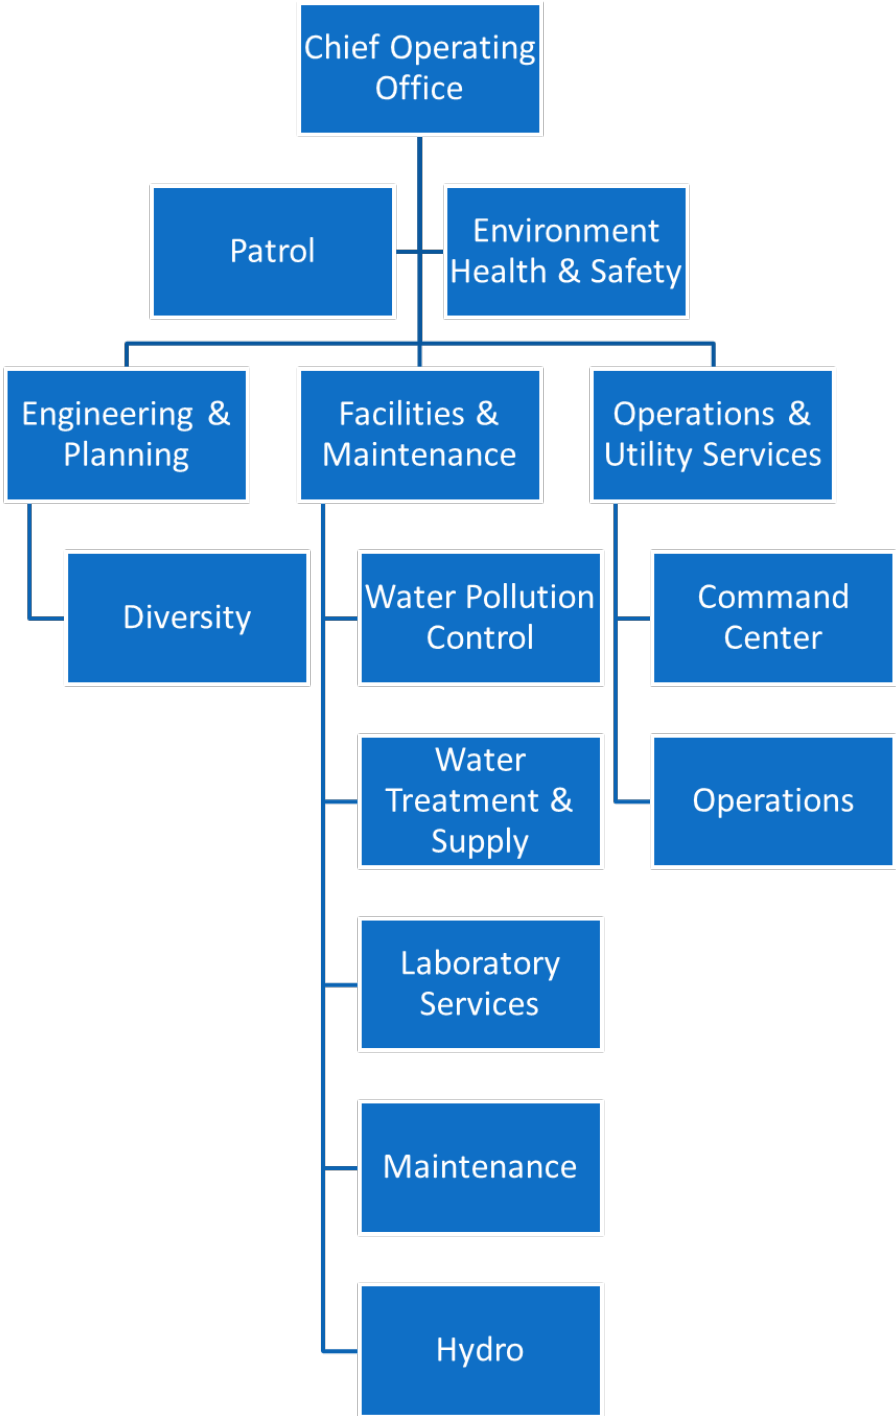 Chief Operating
Office
Patrol
Environment
Health & Safety
Engineering &
Planning
Facilities &
Maintenance
Operations &
Utility Services
Diversity
Water Pollution
Control
Command
Center
Water
Treatment &
Supply
Operations
Laboratory
Services
Maintenance
Hydro